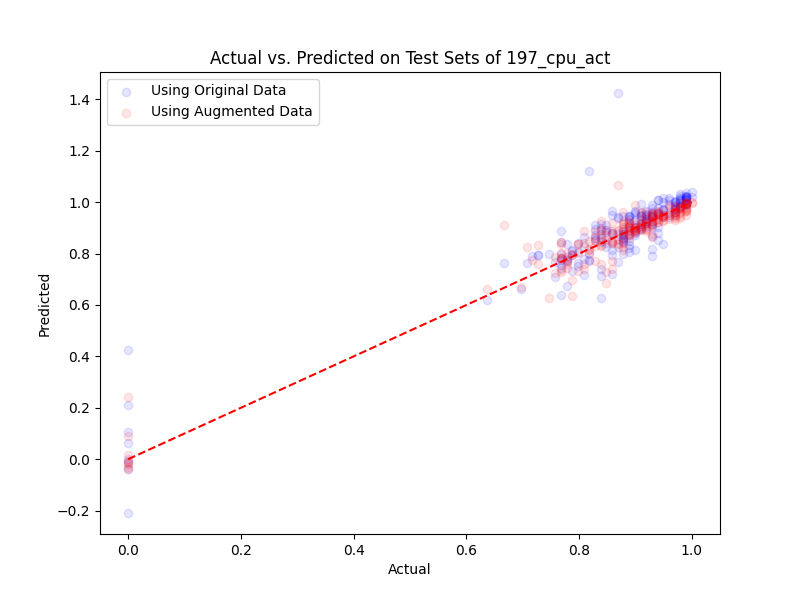 Actual vs. Predicted on Test Sets of 197_cpu_act
Using Original Data
Using Augmented Data
1.4
1.2
1.0
0.8
0.6
0.4
0.2
0.0
−0.2
Predicted
0.0 0.2 0.4 0.6 0.8 1.0
Actual